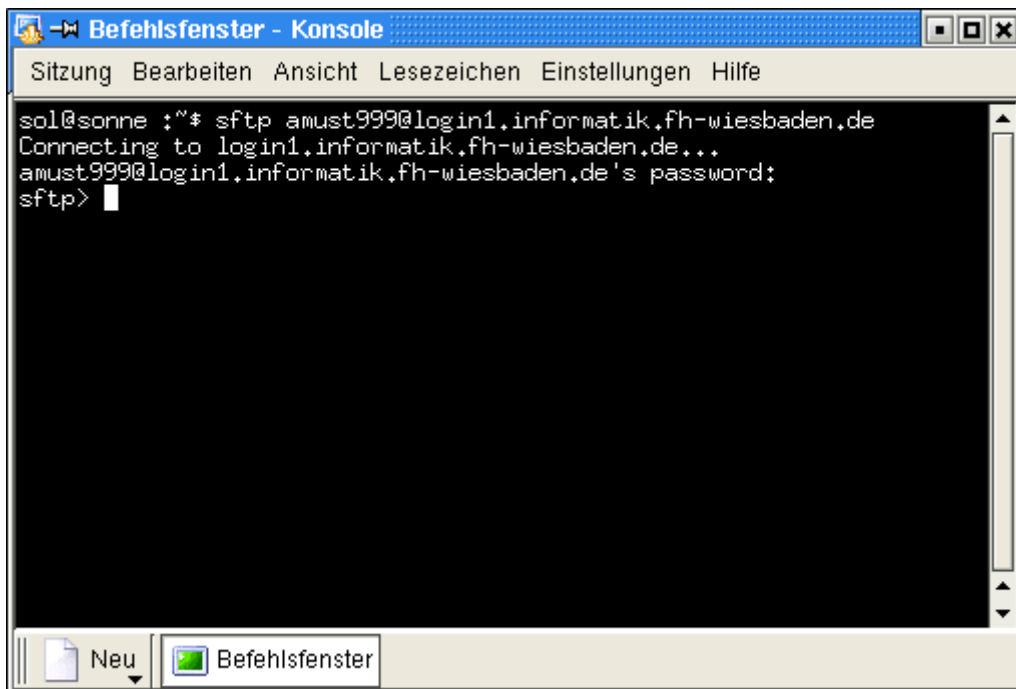 Befehlsfenster - Konsole
Sitzung Bearbeiten Ansicht Lesezeichen Einstellungen Hilfe
sol@sonne :~$ sftp amust999@login1.informatik.fh-wiesbaden.de
Connecting to login1.informatik.fh-wiesbaden.de...
amust999@login1.informatik.fh-wiesbaden.de's password:
sftp>
Neu Befehlsfenster